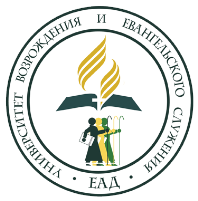 УНИВЕРСИТЕТ ВОЗРОЖДЕНИЯ И ЕВАНГЕЛЬСКОГО СЛУЖЕНИЯ
• ЕАД •